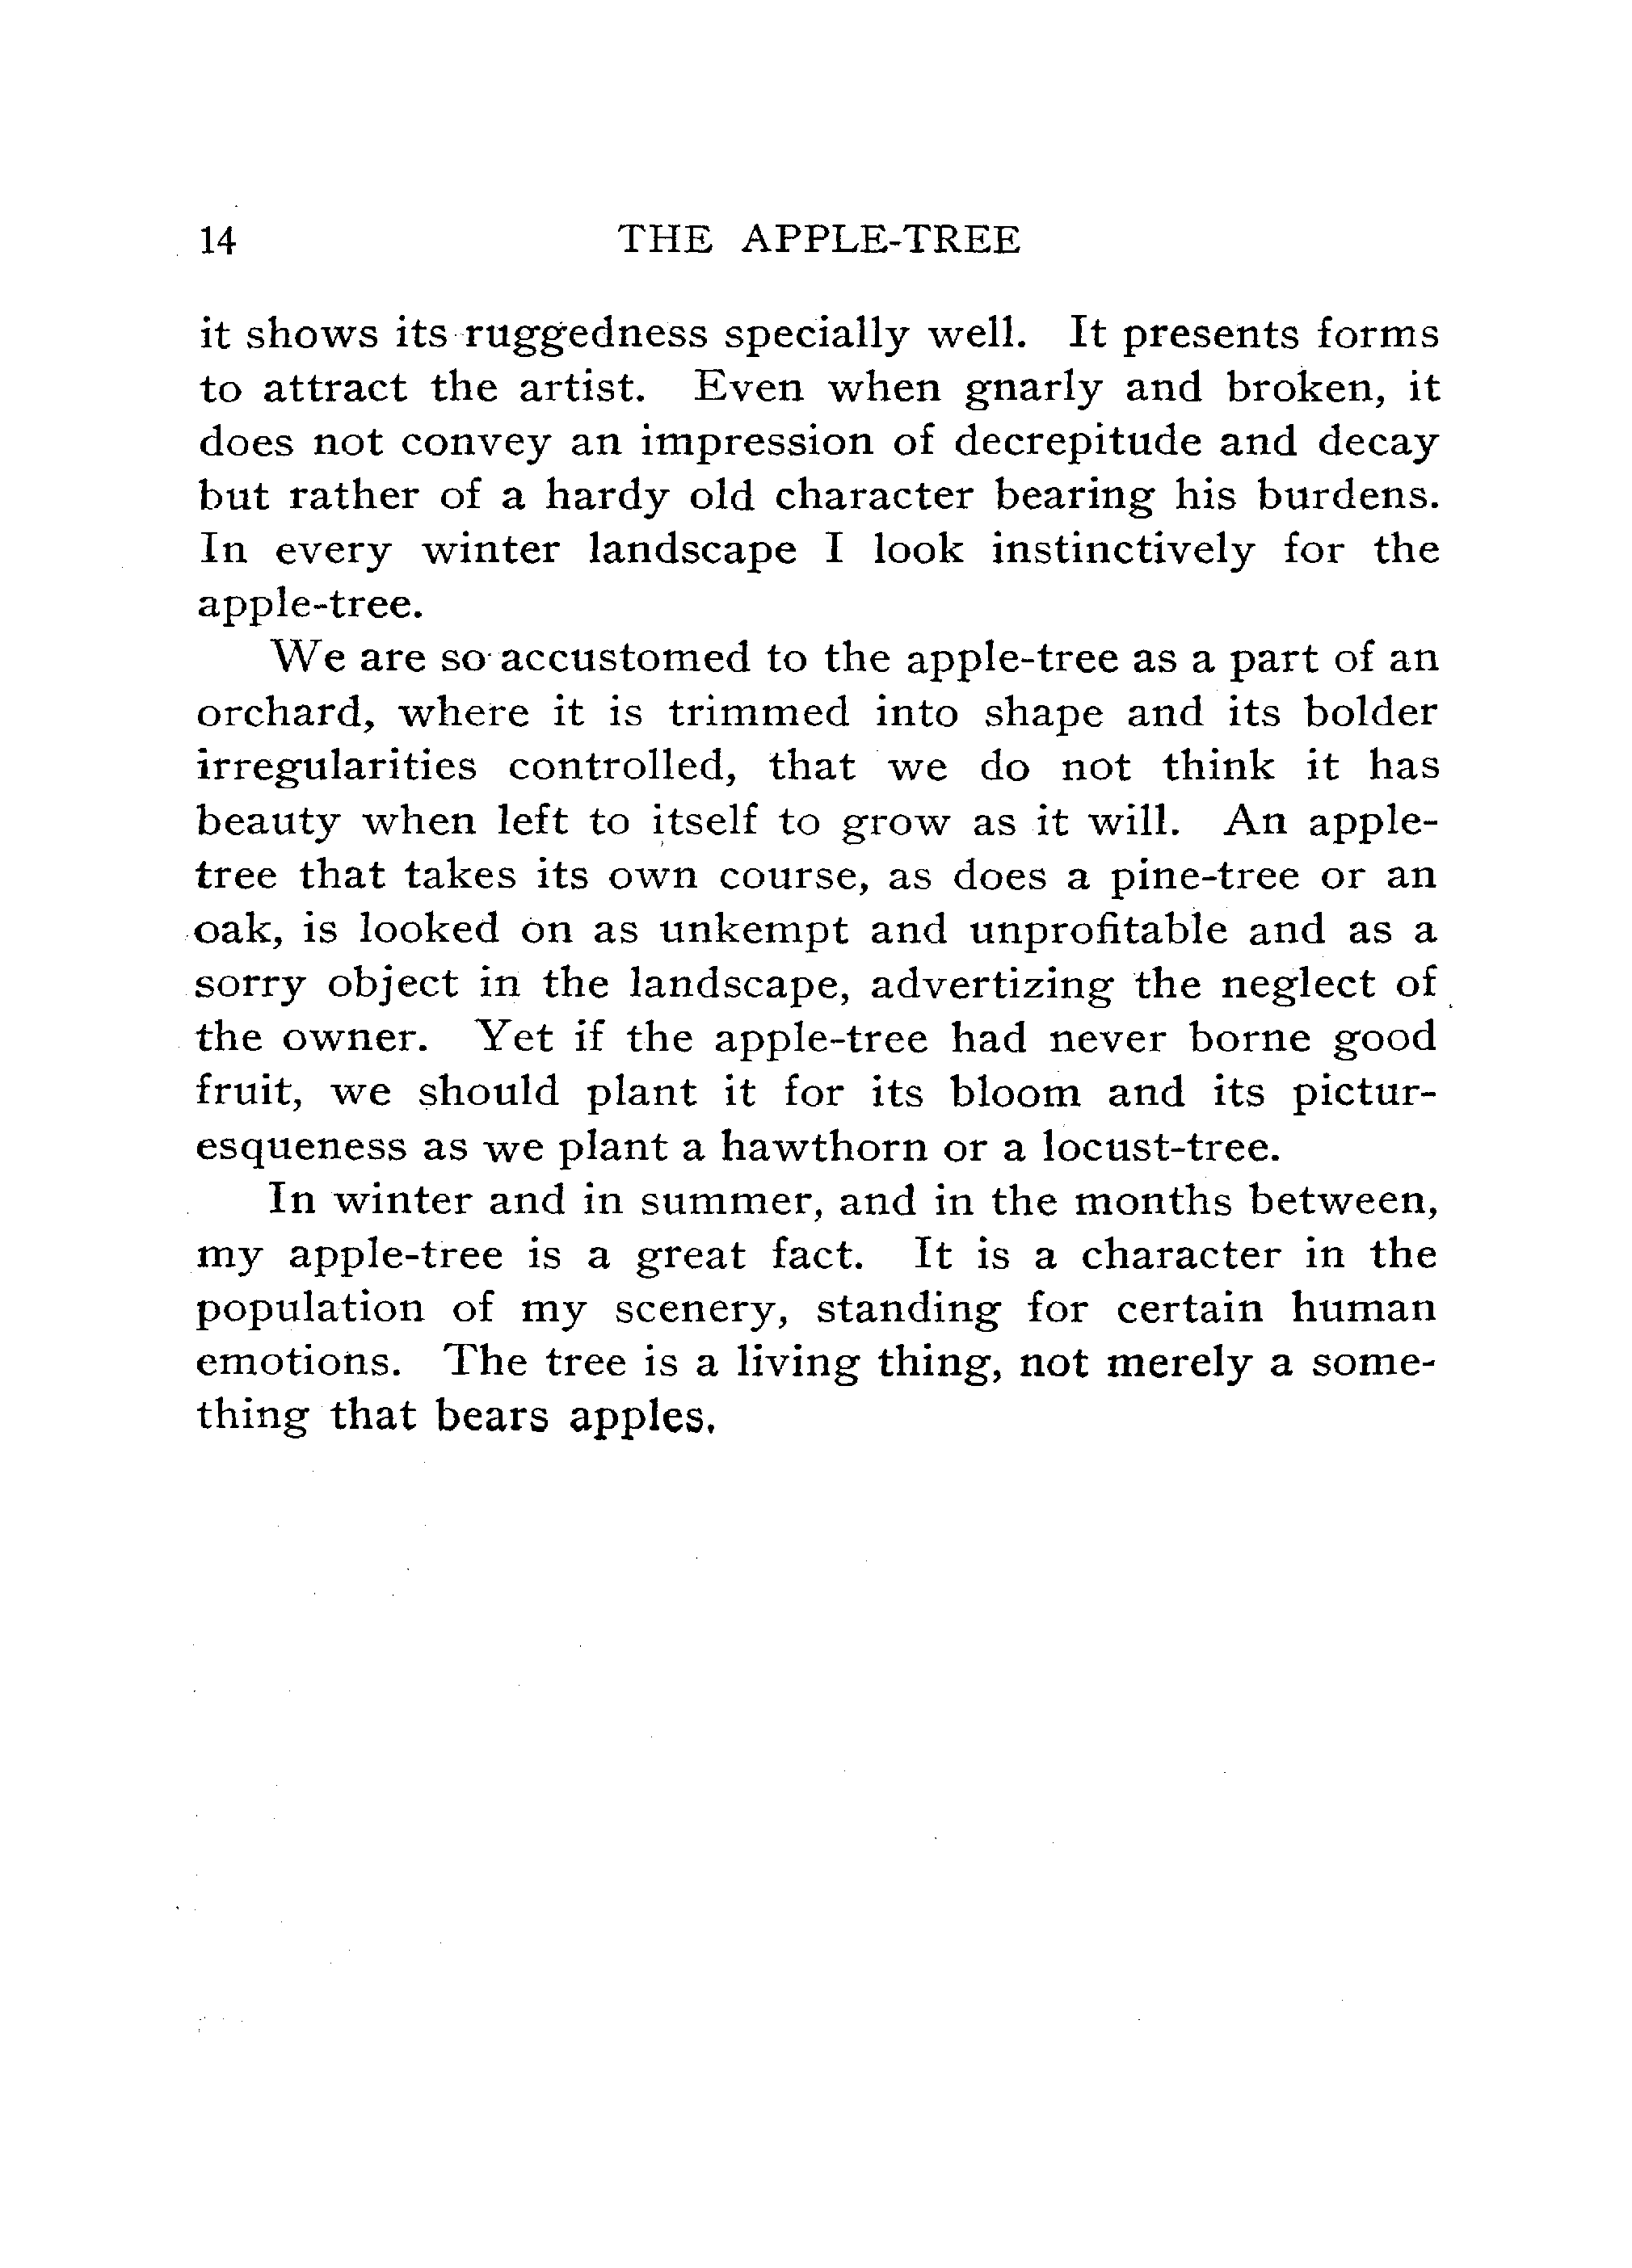 14 THE APPLE-TREE
it shows its ruggedness specially well. It presents forms
to attract the artist. Even when gnarly and broken, it
does not convey an impression of decrepitude and decay
but rather of a hardy old character bearing his burdens.
In every winter landscape I look instinctively for the
apple-tree.
We are so accustomed to the apple-tree as a part of an
orchard, where it is trimmed into shape and its bolder
irregularities controlled, that we do not think it has
beauty when left to itself to grow as it will. An apple-
tree that takes its own course, as does a pine-tree or an
oak, is looked on as unkempt and unprofitable and as a
sorry object in the landscape, advertizing the neglect of
the owner. Yet if the apple-tree had never borne good
fruit, we should plant it for its bloom and its pictur-
esqueness as we plant a hawthorn or a locust-tree.
In winter and in summer, and in the months between,
my apple-tree is a great fact. It is a character in the
population of my scenery, standing for certain human
emotions. The tree is a living thing, not merely a some-
thing that bears apples.